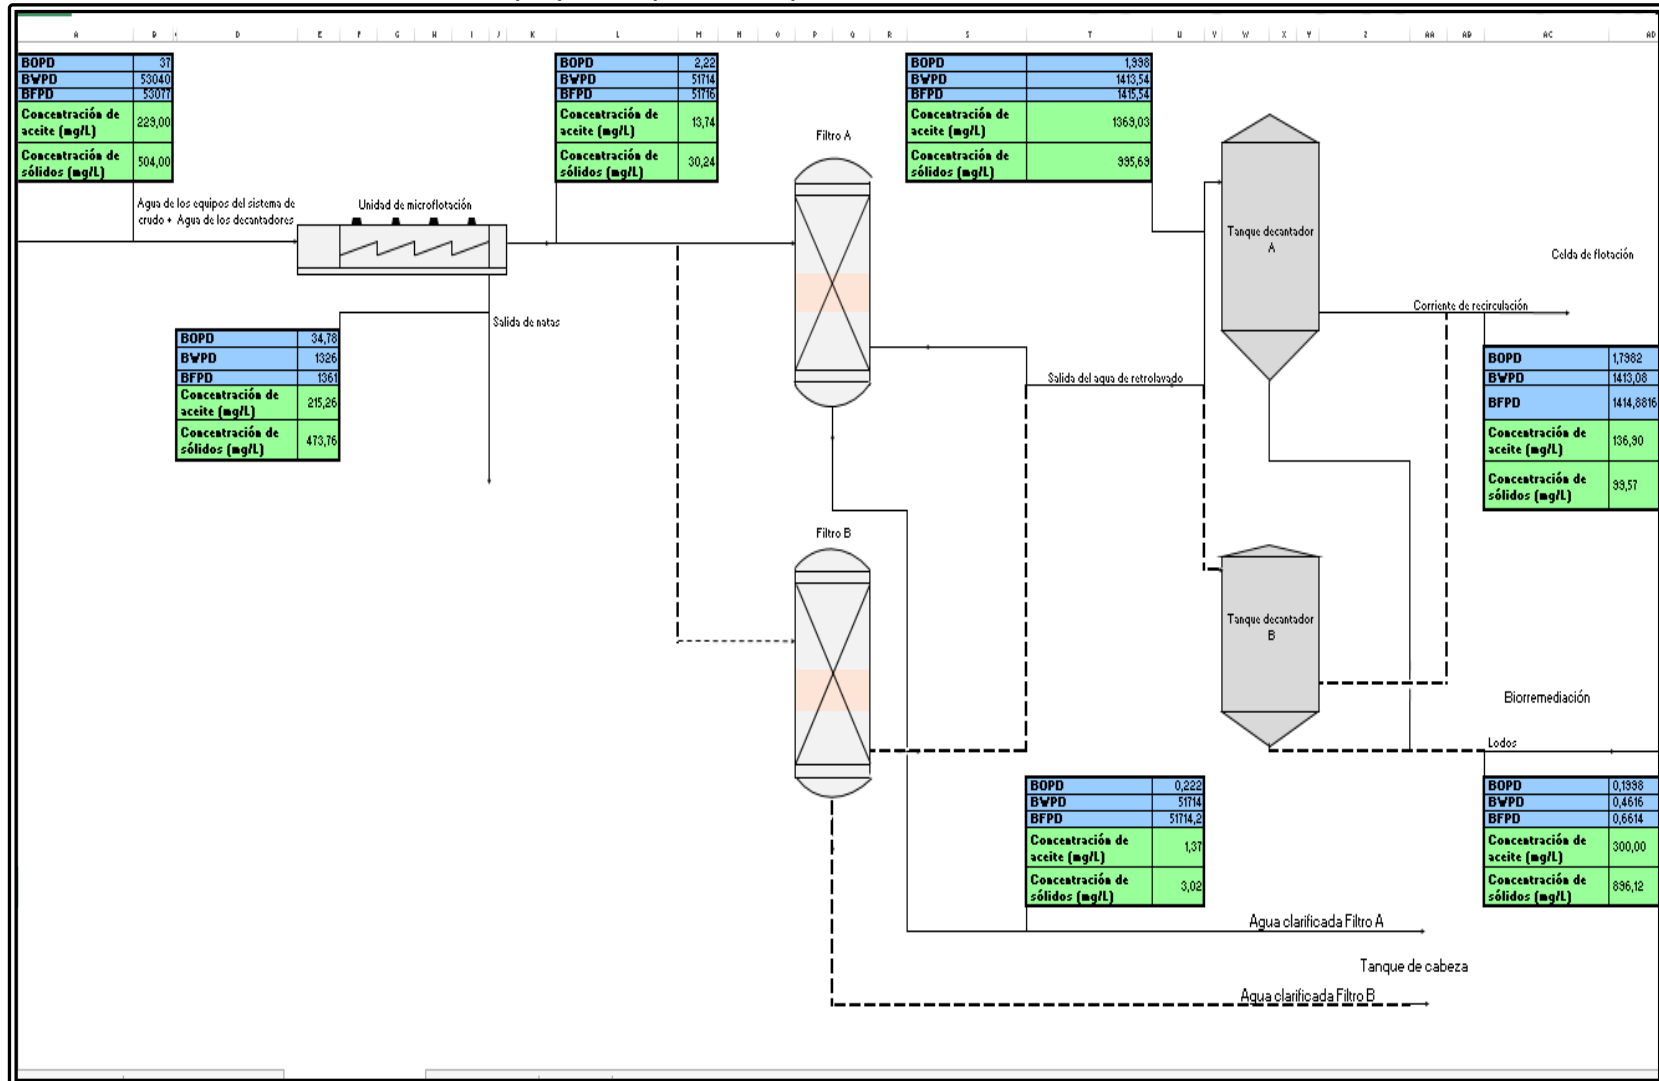 A B C D E F G H I J K L M N O P Q R S T U V W X Y Z AA AB AC AD
BOPD 37
BWPD 53040
BFPD 53077
Concentración de
aceite (mg/L) 229,00
Concentración de
sólidos (mg/L) 504,00
BOPD 2,22
BWPD 51714
BFPD 51716
Concentración de
aceite (mg/L) 13,74
Concentración de
sólidos (mg/L) 30,24
BOPD 1,998
BWPD 1413,54
BFPD 1415,54
Concentración de
aceite (mg/L) 1369,03
Concentración de
sólidos (mg/L) 995,69
Filtro A
Agua de los equipos del sistema de
crudo + Agua de los decantadores
Unidad de microflotación
Tanque decantador
A
Celda de flotación
Corriente de recirculación
Salida de natas
BOPD 34,78
BWPD 1326
BFPD 1361
Concentración de
aceite (mg/L) 215,26
Concentración de
sólidos (mg/L) 473,76
Salida del agua de retrolavado
BOPD 1,7982
BWPD 1413,08
BFPD 1414,8816
Concentración de
aceite (mg/L) 136,90
Concentración de
sólidos (mg/L) 99,57
Filtro B
Tanque decantador
B
Biorremediación
Lodos
BOPD 0,222
BWPD 51714
BFPD 51714,2
Concentración de
aceite (mg/L) 1,37
Concentración de
sólidos (mg/L) 3,02
BOPD 0,1998
BWPD 0,4616
BFPD 0,6614
Concentración de
aceite (mg/L) 300,00
Concentración de
sólidos (mg/L) 896,12
Agua clarificada Filtro A
Tanque de cabeza
Agua clarificada Filtro B